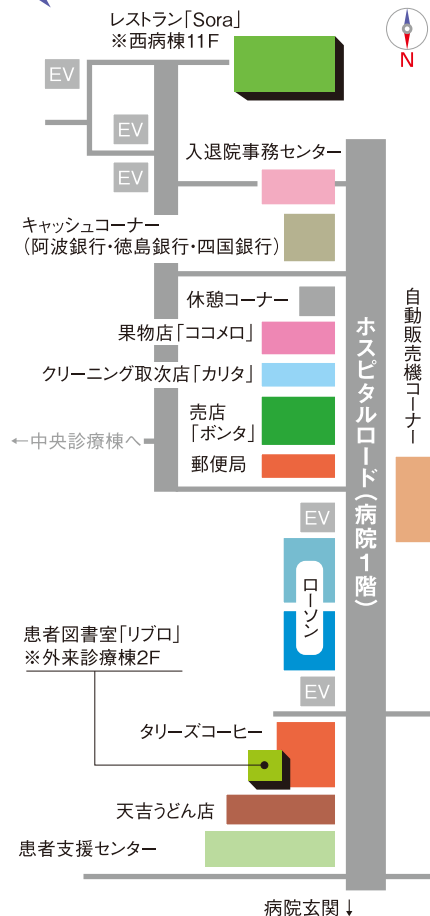 レストラン「Sora」
※西病棟11F
N
EV
EV
EV
入退院事務センター
キャッシュコーナー
(阿波銀行・徳島銀行・四国銀行)
休憩コーナー
果物店「ココメロ」
クリーニング取次店「カリタ」
売店
「ボンタ」
←中央診療棟へ
郵便局
自動販売機コーナー
ホスピタルロード(病院1階)
EV
ローソン
患者図書室「リブロ」
※外来診療棟2F
EV
タリーズコーヒー
天吉うどん店
患者支援センター
病院玄関↓